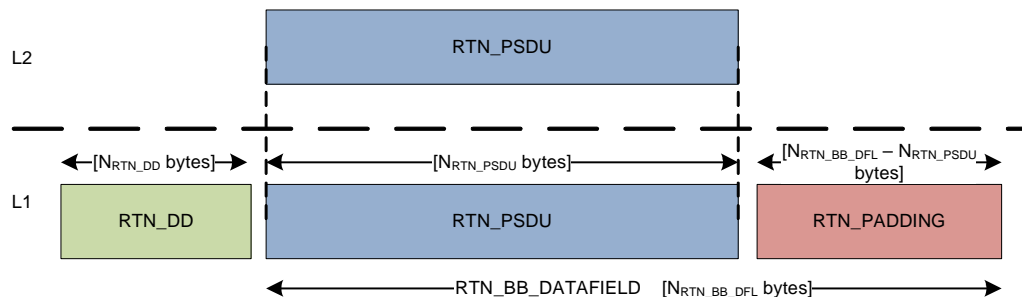 L2
RTN_PSDU
[NRTN_DD bytes]
[NRTN_PSDU bytes]
[NRTN_BB_DFL – NRTN_PSDU
bytes]
L1
RTN_DD
RTN_PSDU
RTN_PADDING
RTN_BB_DATAFIELD [NRTN_BB_DFL bytes]